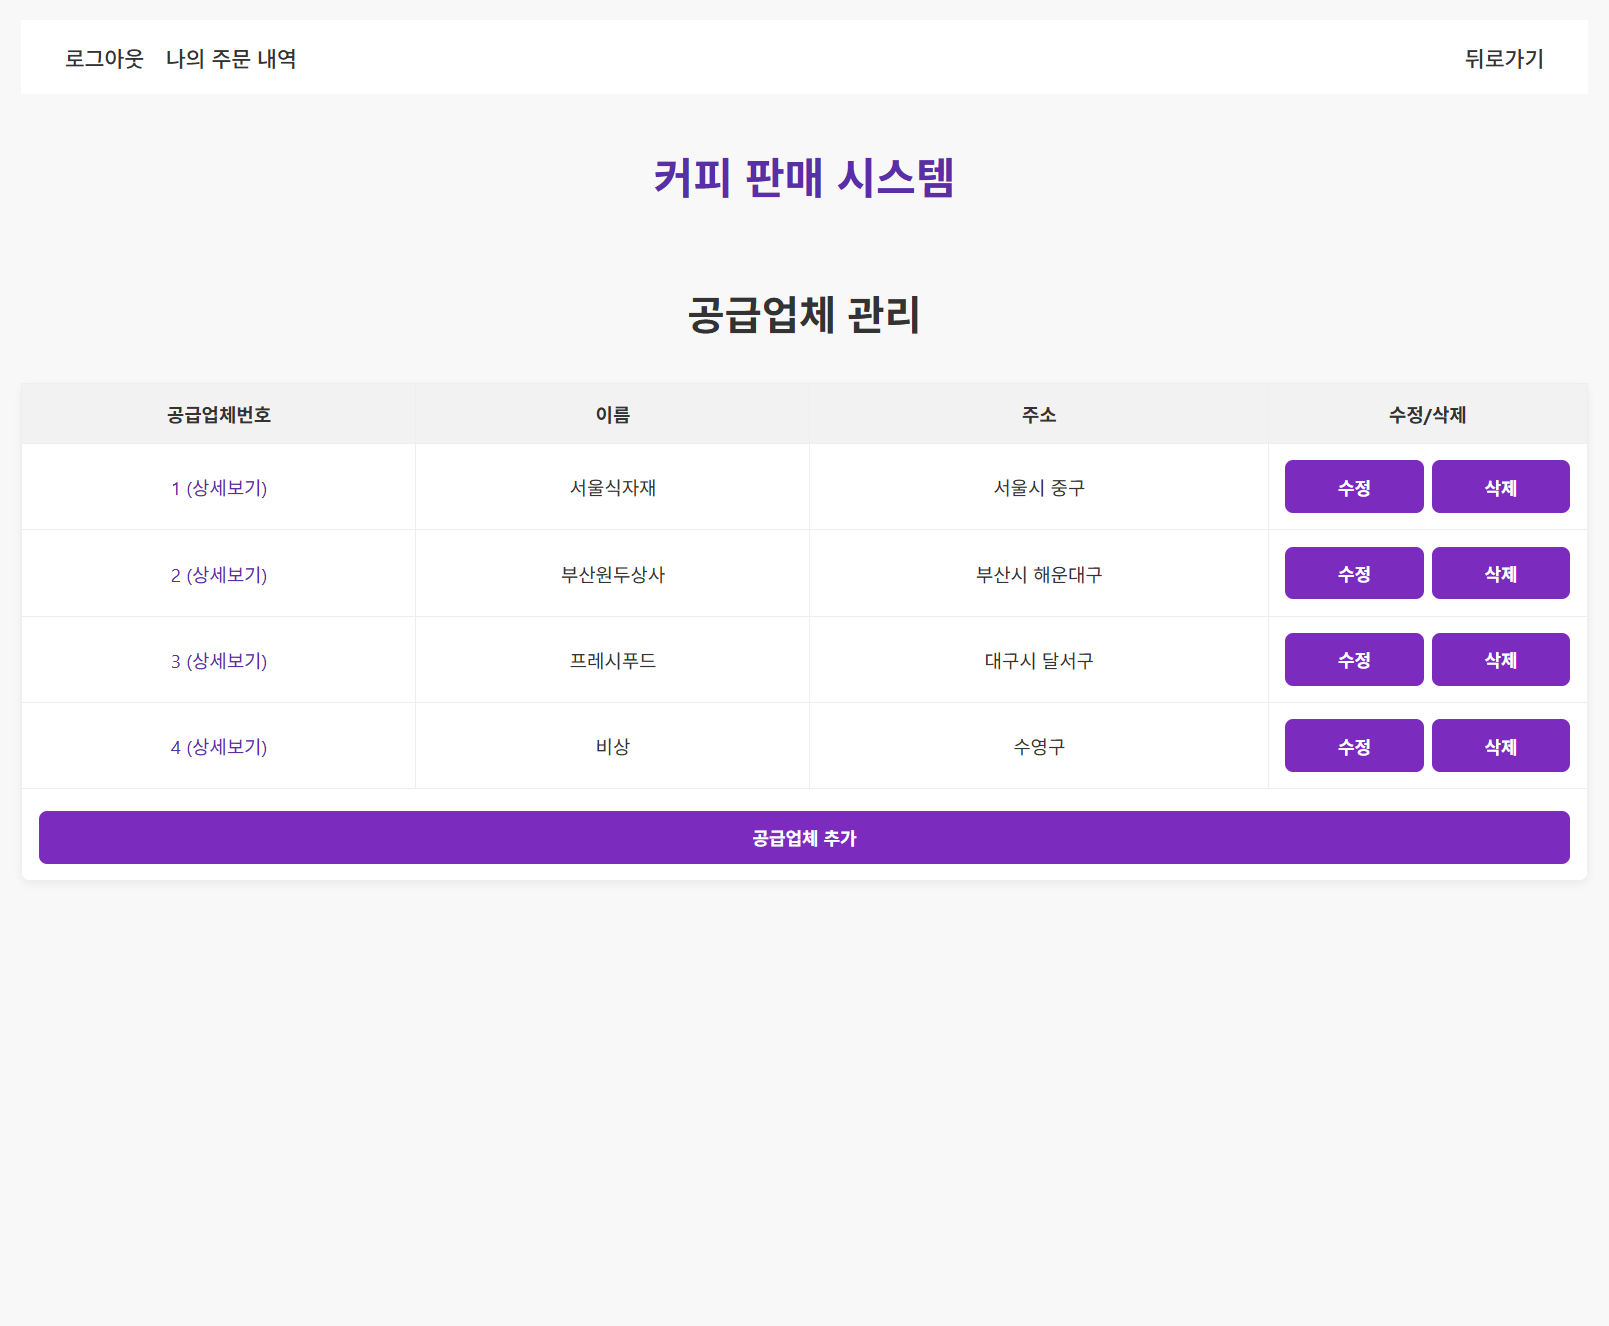 로그아웃 나의 주문 내역 뒤로가기
커피 판매 시스템
공급업체 관리
공급업체번호 이름 주소 수정/삭제
1 (상세보기) 서울식자재 서울시 중구 수정 삭제
2 (상세보기) 부산원두상사 부산시 해운대구 수정 삭제
3 (상세보기) 프레시푸드 대구시 달서구 수정 삭제
4 (상세보기) 비상 수영구 수정 삭제
공급업체 추가